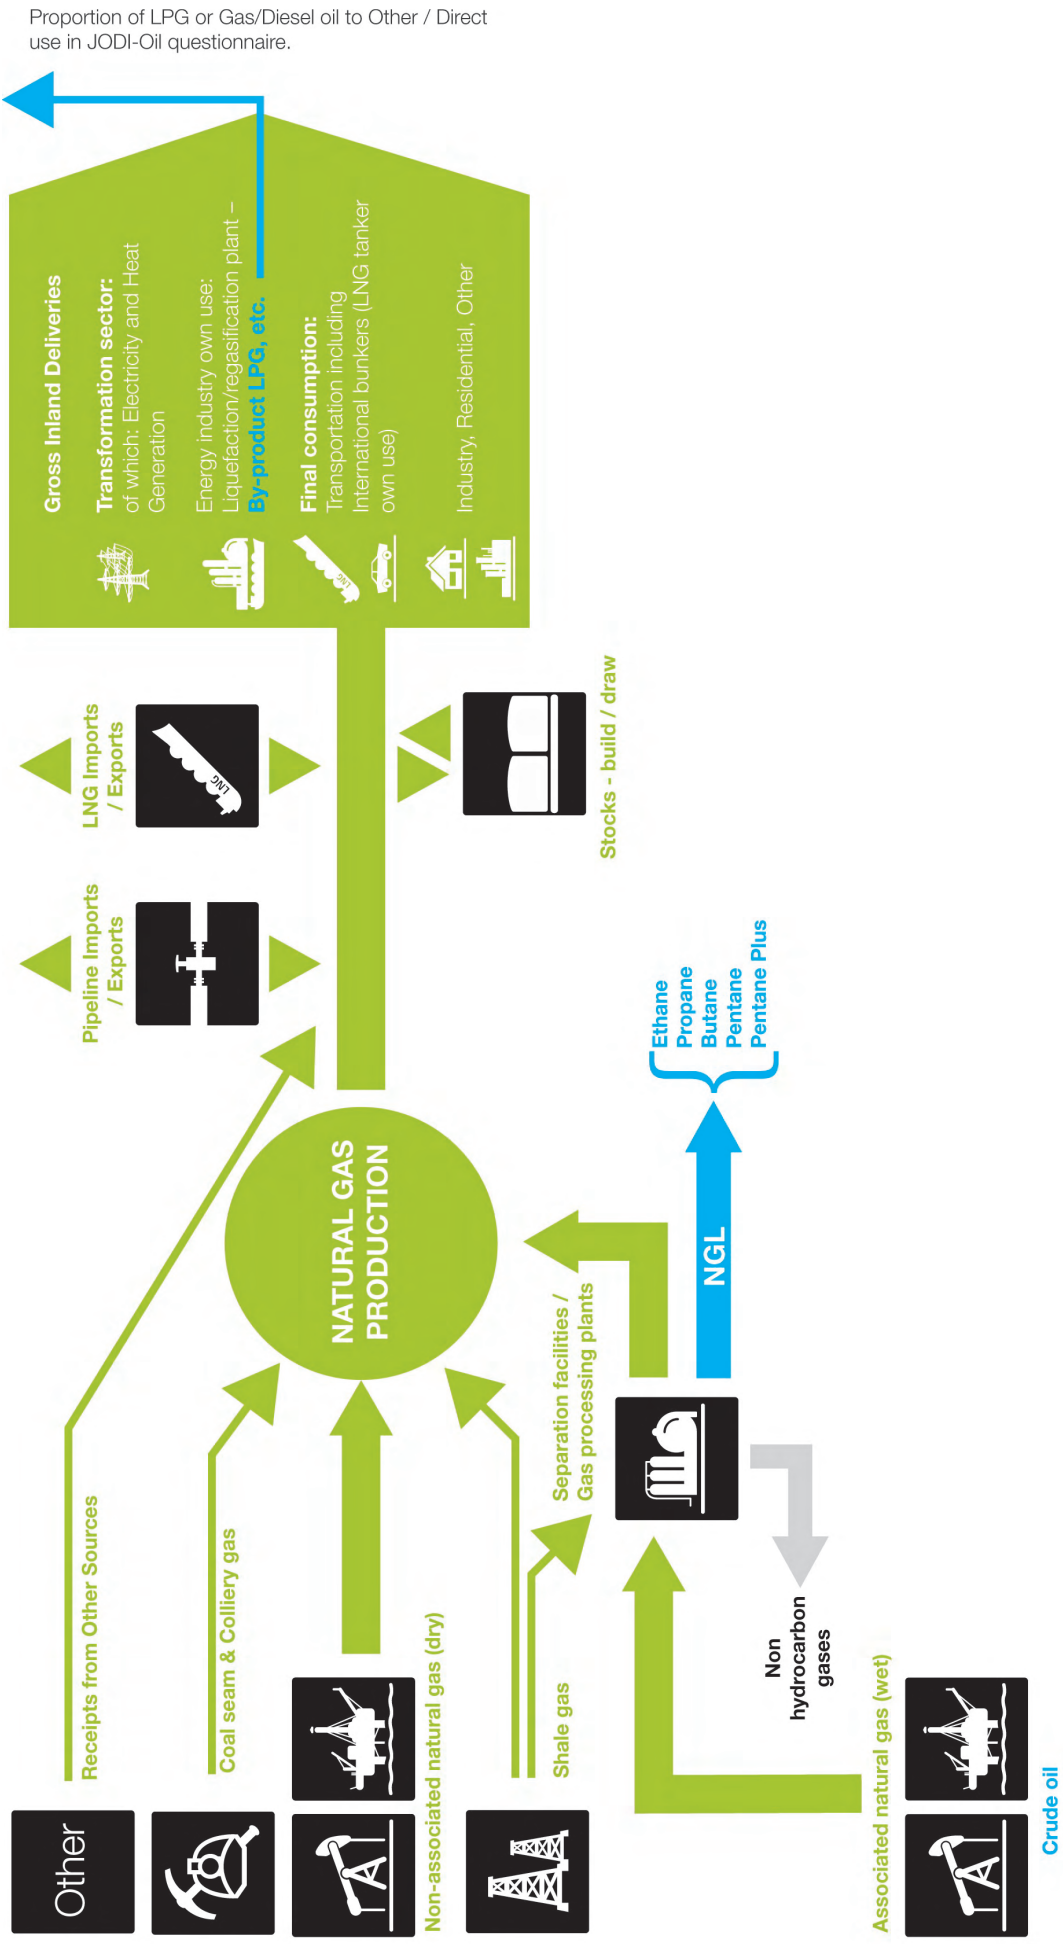 Proportion of LPG or Gas/Diesel oil to Other / Direct
use in JODI-Oil questionnaire.
Gross Inland Deliveries
Transformation sector:
of which: Electricity and Heat
Generation
Energy industry own use:
Liquefaction/regasification plant –
By-product LPG, etc.
Final consumption:
Transportation including
International bunkers (LNG tanker
own use)
Industry, Residential, Other
LNG
LNG Imports
/ Exports
LNG
Stocks - build / draw
Pipeline Imports
/ Exports
NATURAL GAS
PRODUCTION
Ethane
Propane
Butane
Pentane
Pentane Plus
NGL
Separation facilities /
Gas processing plants
Receipts from Other Sources
Coal seam & Colliery gas
Non-associated natural gas (dry)
Shale gas
Non
hydrocarbon
gases
Associated natural gas (wet)
Other
Crude oil